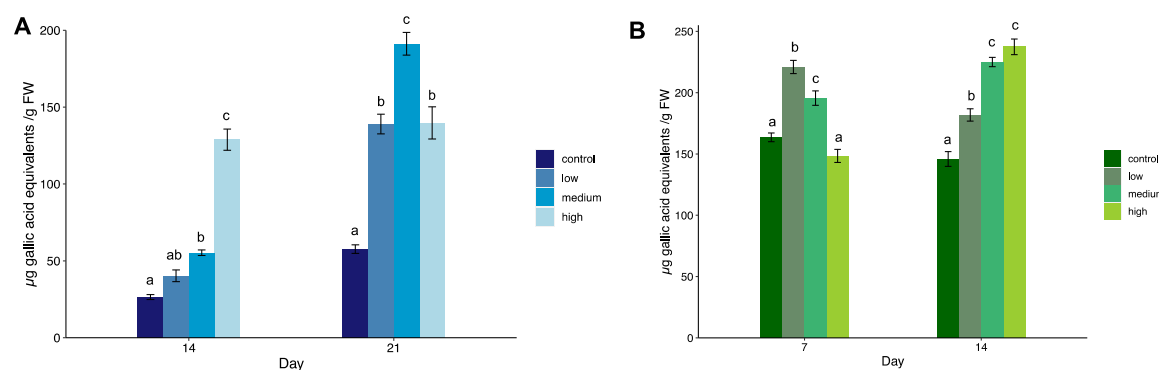 A
µg gallic acid equivalents /g FW
200
150
100
50
0
a
ab
b
c
a
b
c
b
14
21
Day
control
low
medium
high
B
µg gallic acid equivalents /g FW
250
200
150
100
50
0
a
b
c
a
a
b
c
c
7
14
Day
control
low
mediur
high